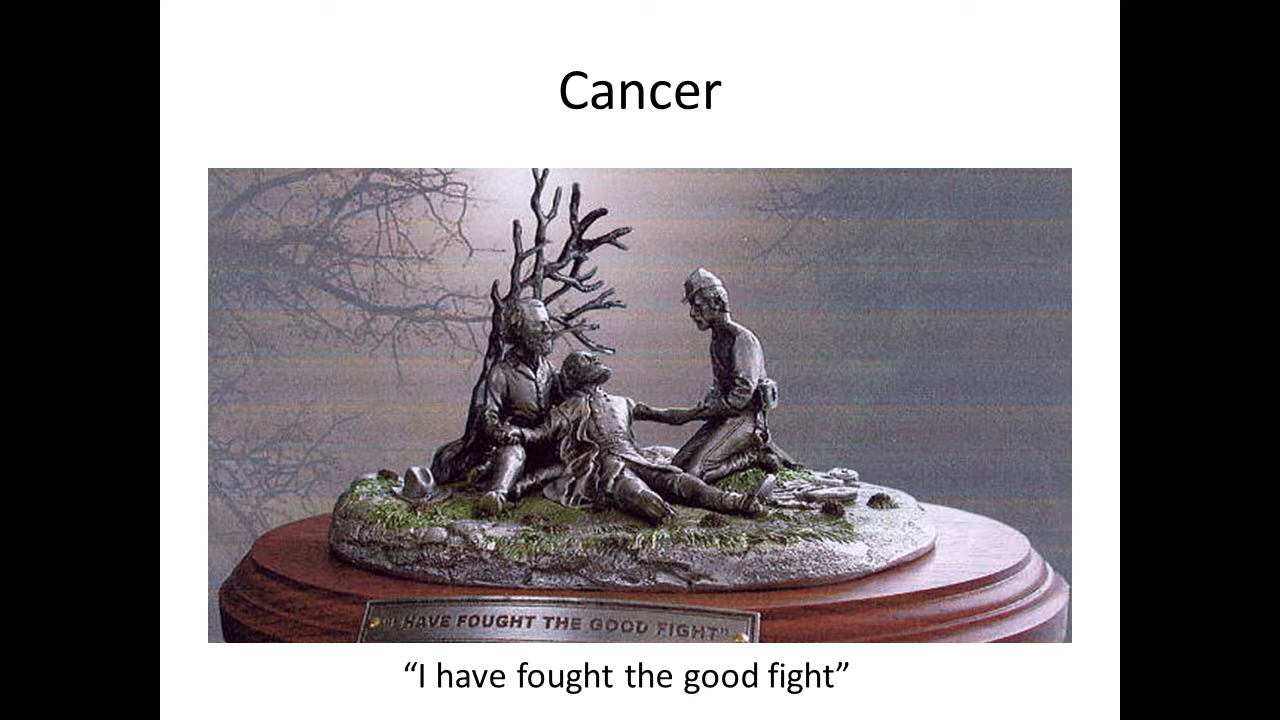 Cancer
"I HAVE FOUGHT THE GOOD FIGHT"
“I have fought the good fight”